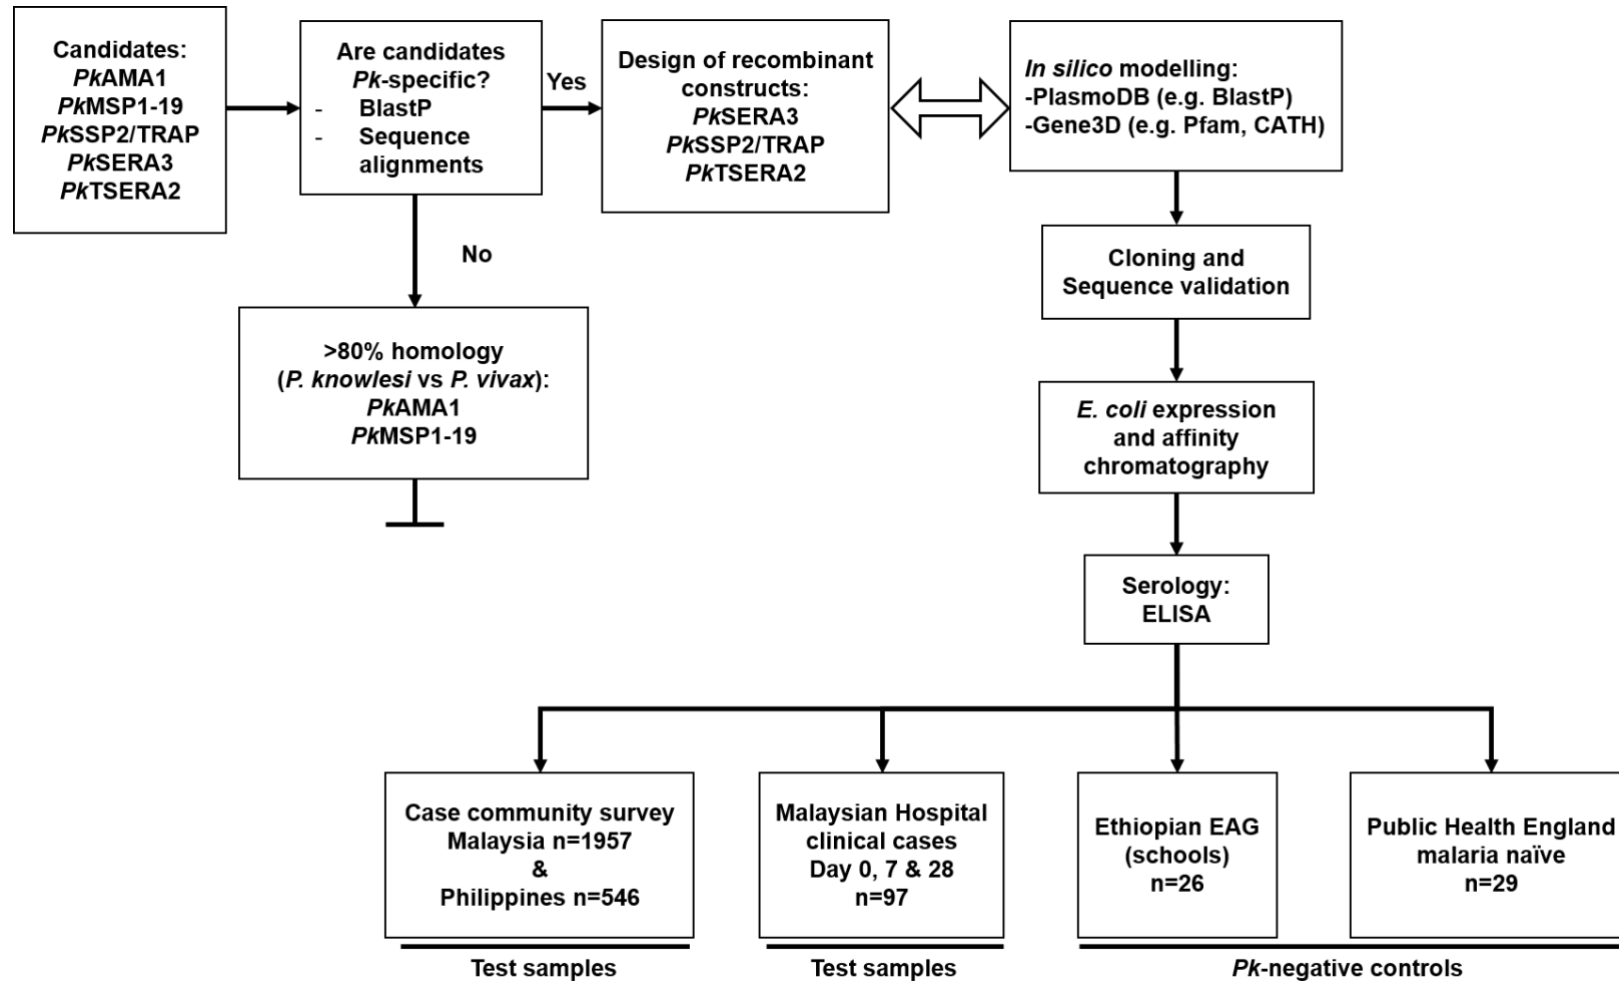 Candidates:
PkAMA1
PkMSP1-19
PkSSP2/TRAP
PkSERA3
PkTSERA2
Are candidates
Pk-specific?
- BlastP
- Sequence
alignments
Yes
No
Design of recombinant
constructs:
PkSERA3
PkSSP2/TRAP
PkTSERA2
In silico modelling:
-PlasmoDB (e.g. BlastP)
-Gene3D (e.g. Pfam, CATH)
>80% homology
(P. knowlesi vs P. vivax):
PkAMA1
PkMSP1-19
Cloning and
Sequence validation
E. coli expression
and affinity
chromatography
Serology:
ELISA
Case community survey
Malaysia n=1957
&
Philippines n=546
Test samples
Malaysian Hospital
clinical cases
Day 0, 7 & 28
n=97
Test samples
Ethiopian EAG
(schools)
n=26
Public Health England
malaria naïve
n=29
Pk-negative controls